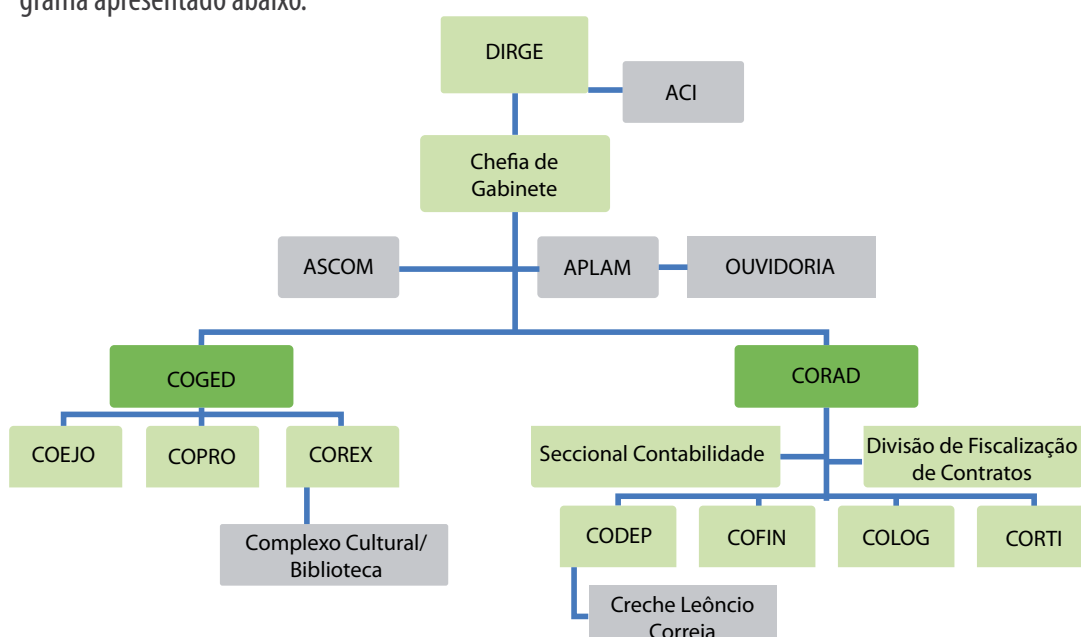 grama apresentado abaixo.
DIRGE
ACI
Chefia de
Gabinete
ASCOM
APLAM
OUVIDORIA
COGED
CORAD
COEJO
COPRO
COREX
Seccional Contabilidade
Divisão de Fiscalização
de Contratos
Complexo Cultural/
Biblioteca
CODEP
COFIN
COLOG
CORTI
Creche Leôncio
Correia